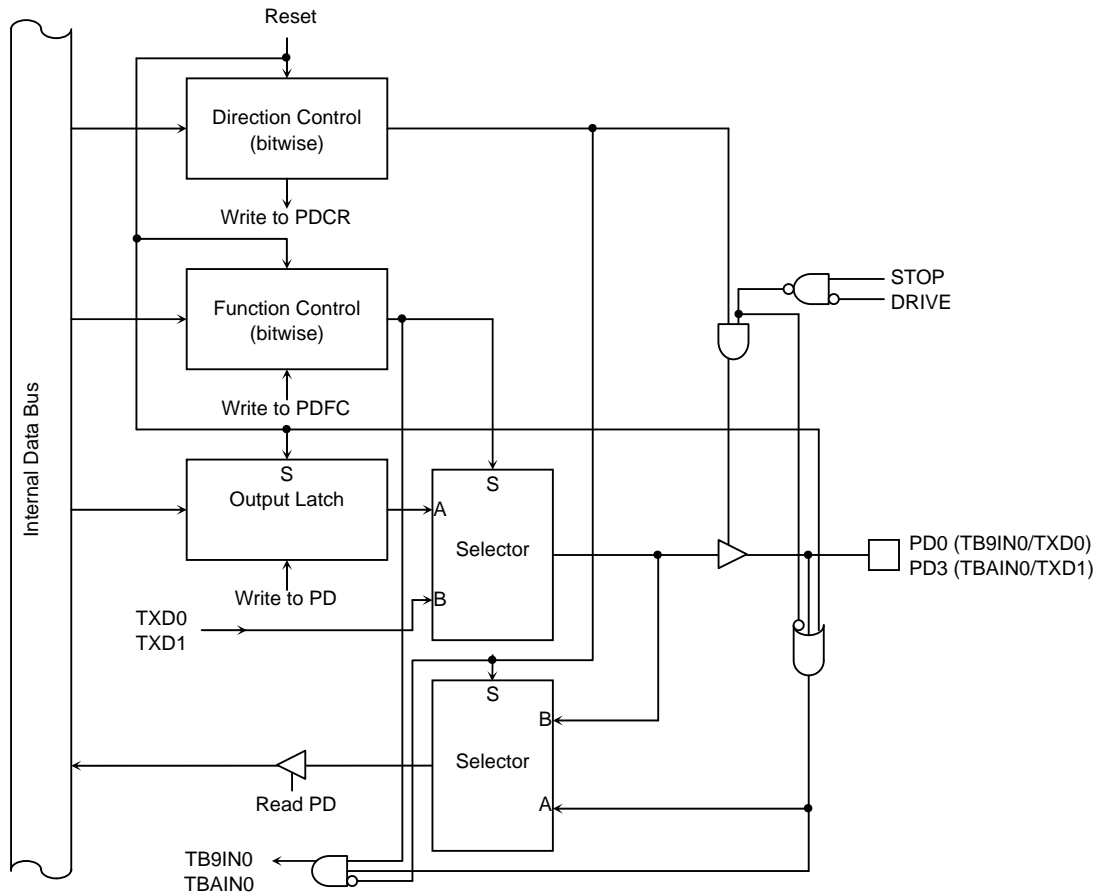 Reset
Direction Control
(bitwise)
Write to PDCR
STOP
DRIVE
Function Control
(bitwise)
Write to PDFC
Internal Data Bus
S
Output Latch
S
A
Selector
B
PD0 (TB9IN0/TXD0)
PD3 (TBAIN0/TXD1)
Write to PD
TXD0
TXD1
S
B
Selector
A
Read PD
TB9IN0
TBAIN0